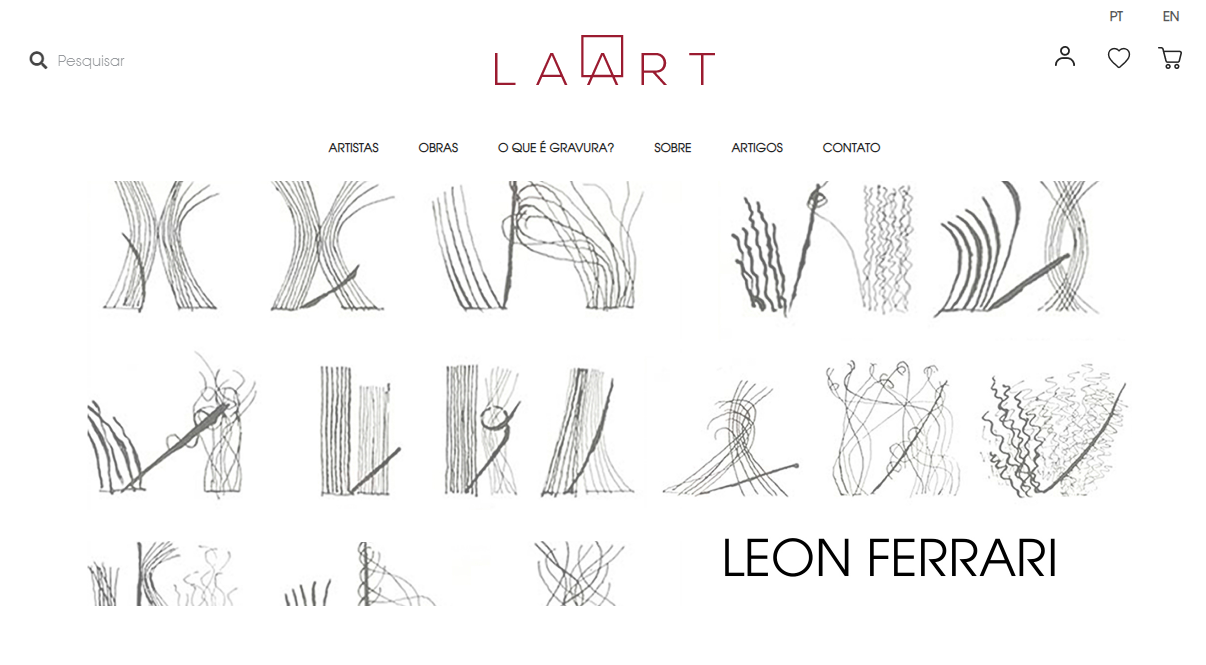 PT EN
Pesquisar
LAART
ARTISTAS OBRAS O QUE É GRAVURA? SOBRE ARTIGOS CONTATO
LEON FERRARI